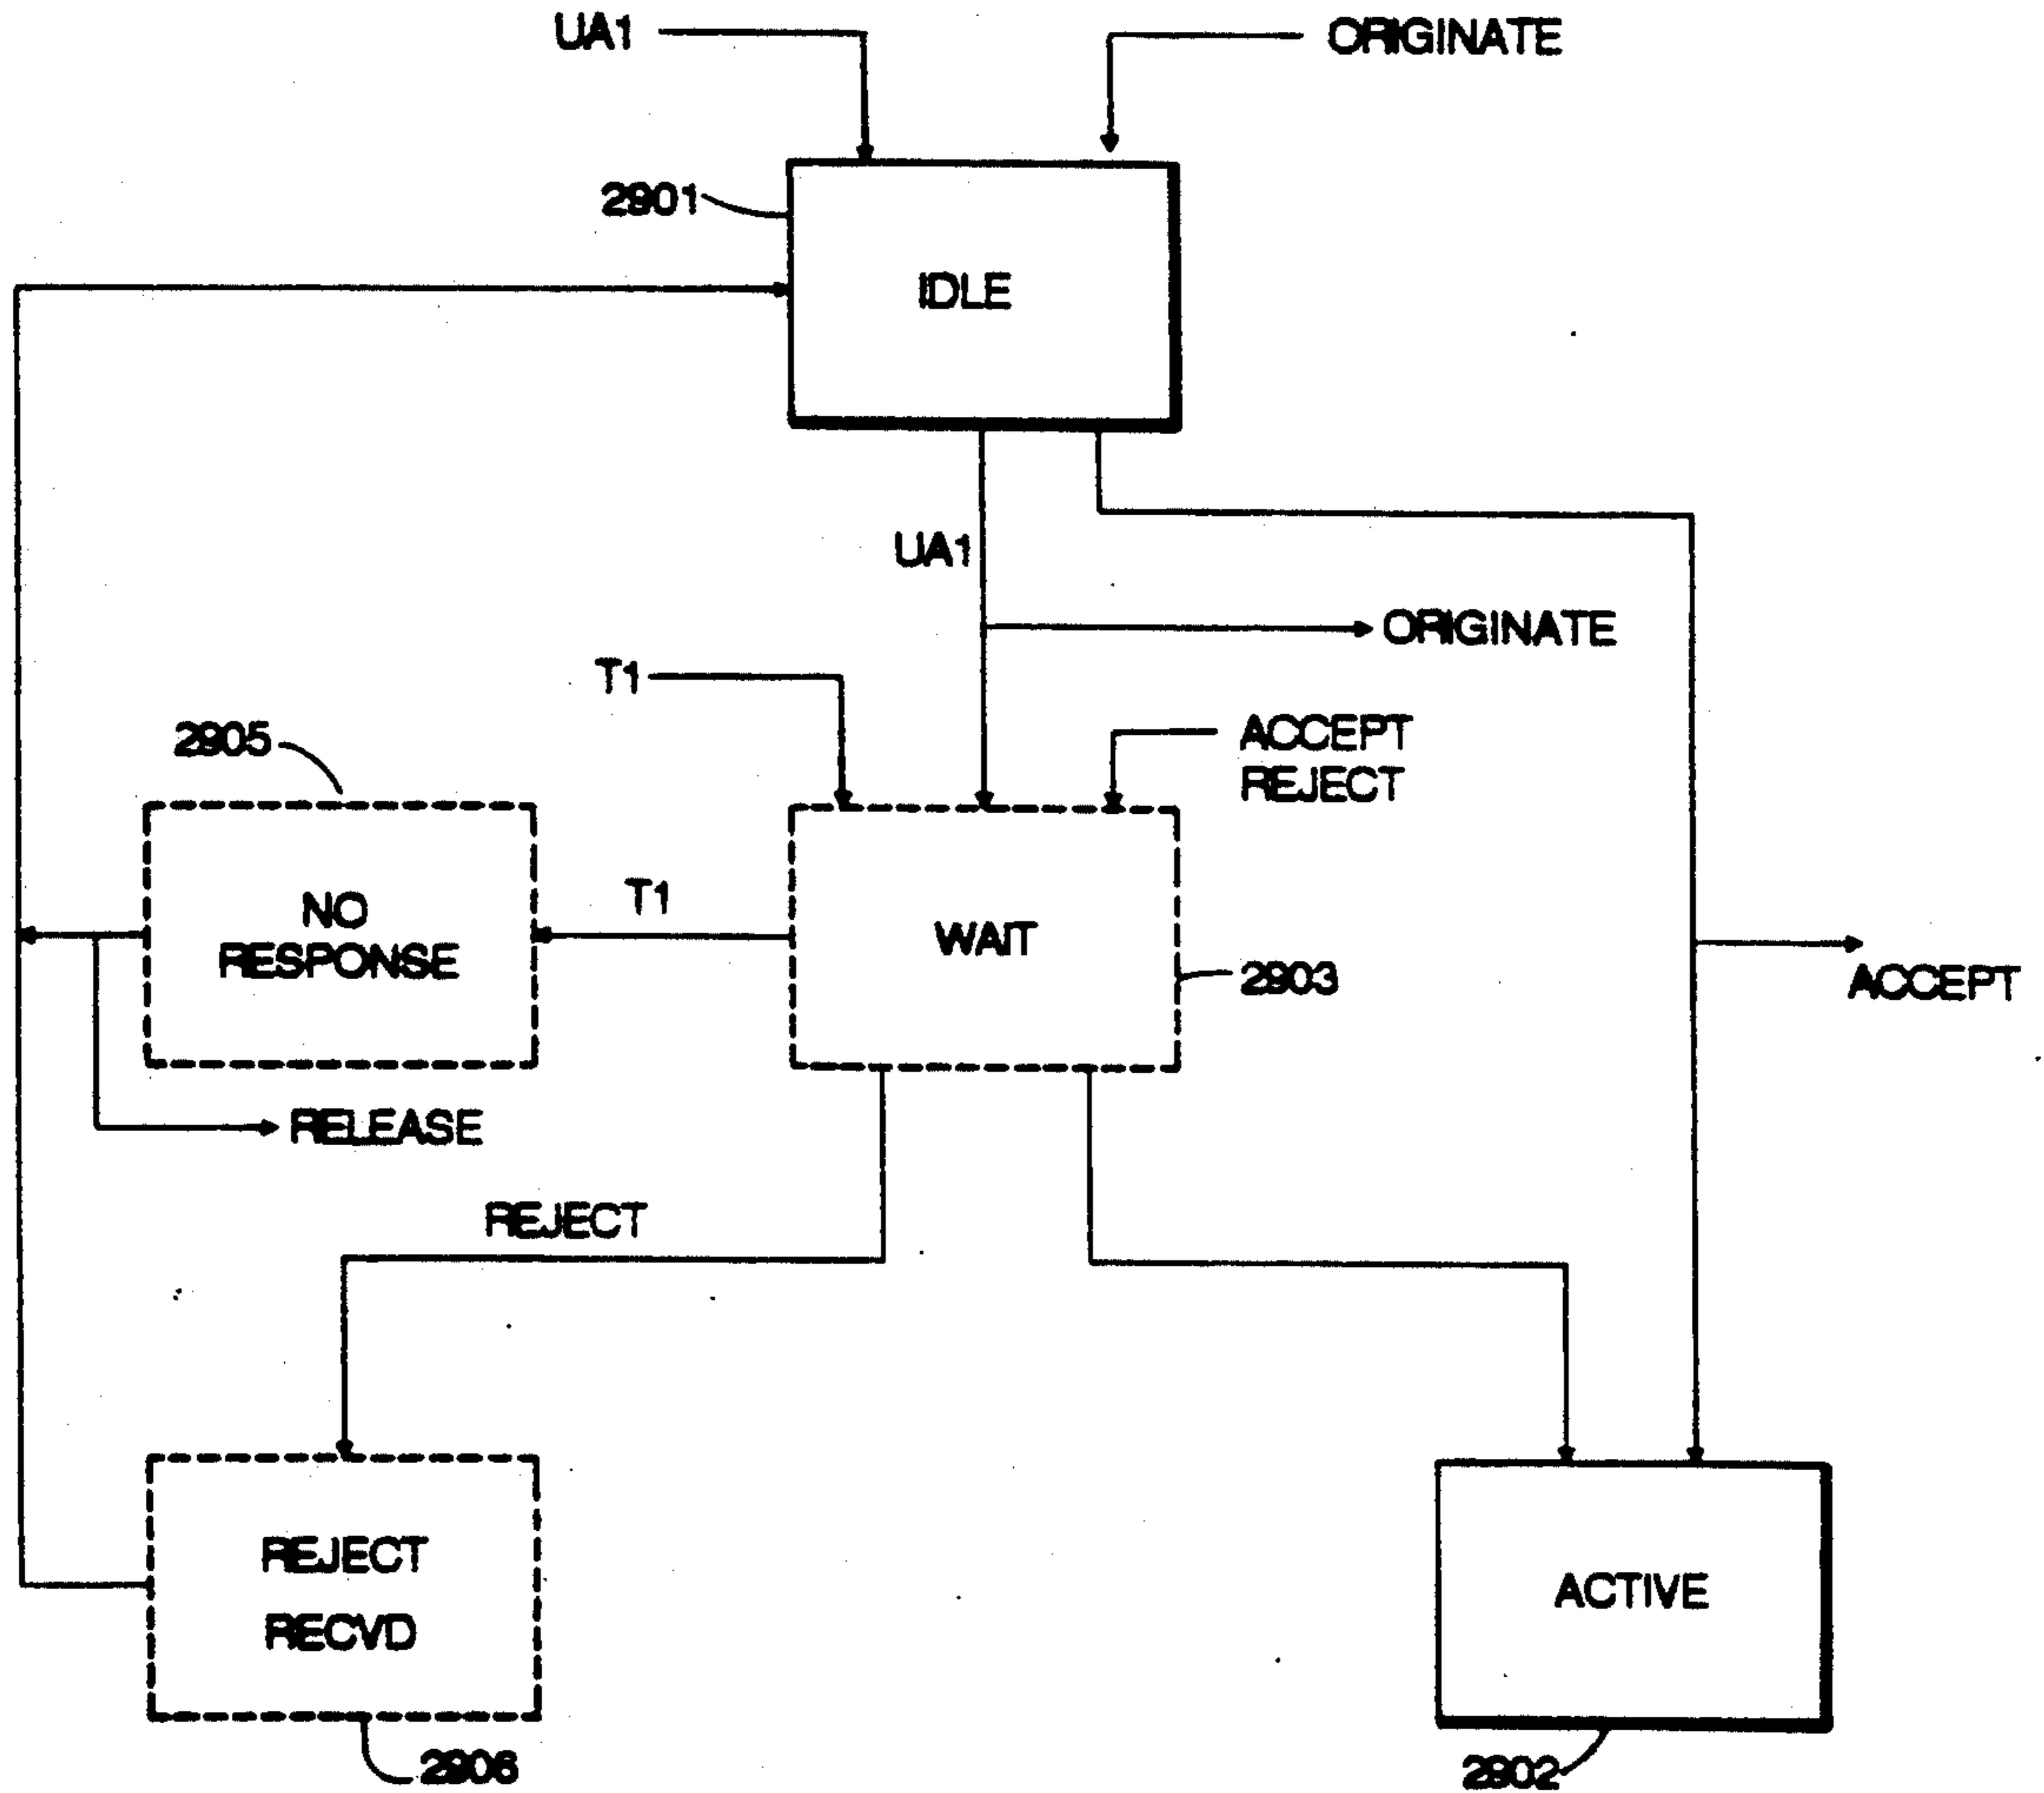 UA1
ORIGINATE
2901
IDLE
UA1
ORIGINATE
T1
ACCEPT
REJECT
2905
NO
RESPONSE
T1
WAIT
2903
ACCEPT
RELEASE
REJECT
REJECT
RECVD
ACTIVE
2906
2902